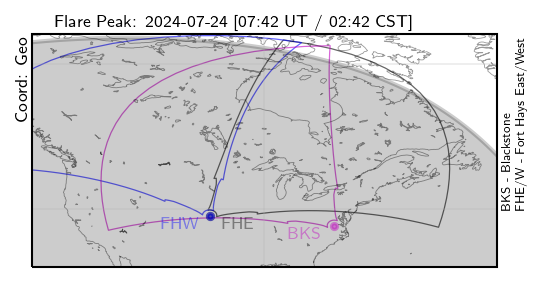 Flare Peak: 2024-07-24 [07:42 UT / 02:42 CST]
Coord: Geo
FHW
FHE
BKS
BKS - Blackstone
FHE/W - Fort Hays East/West